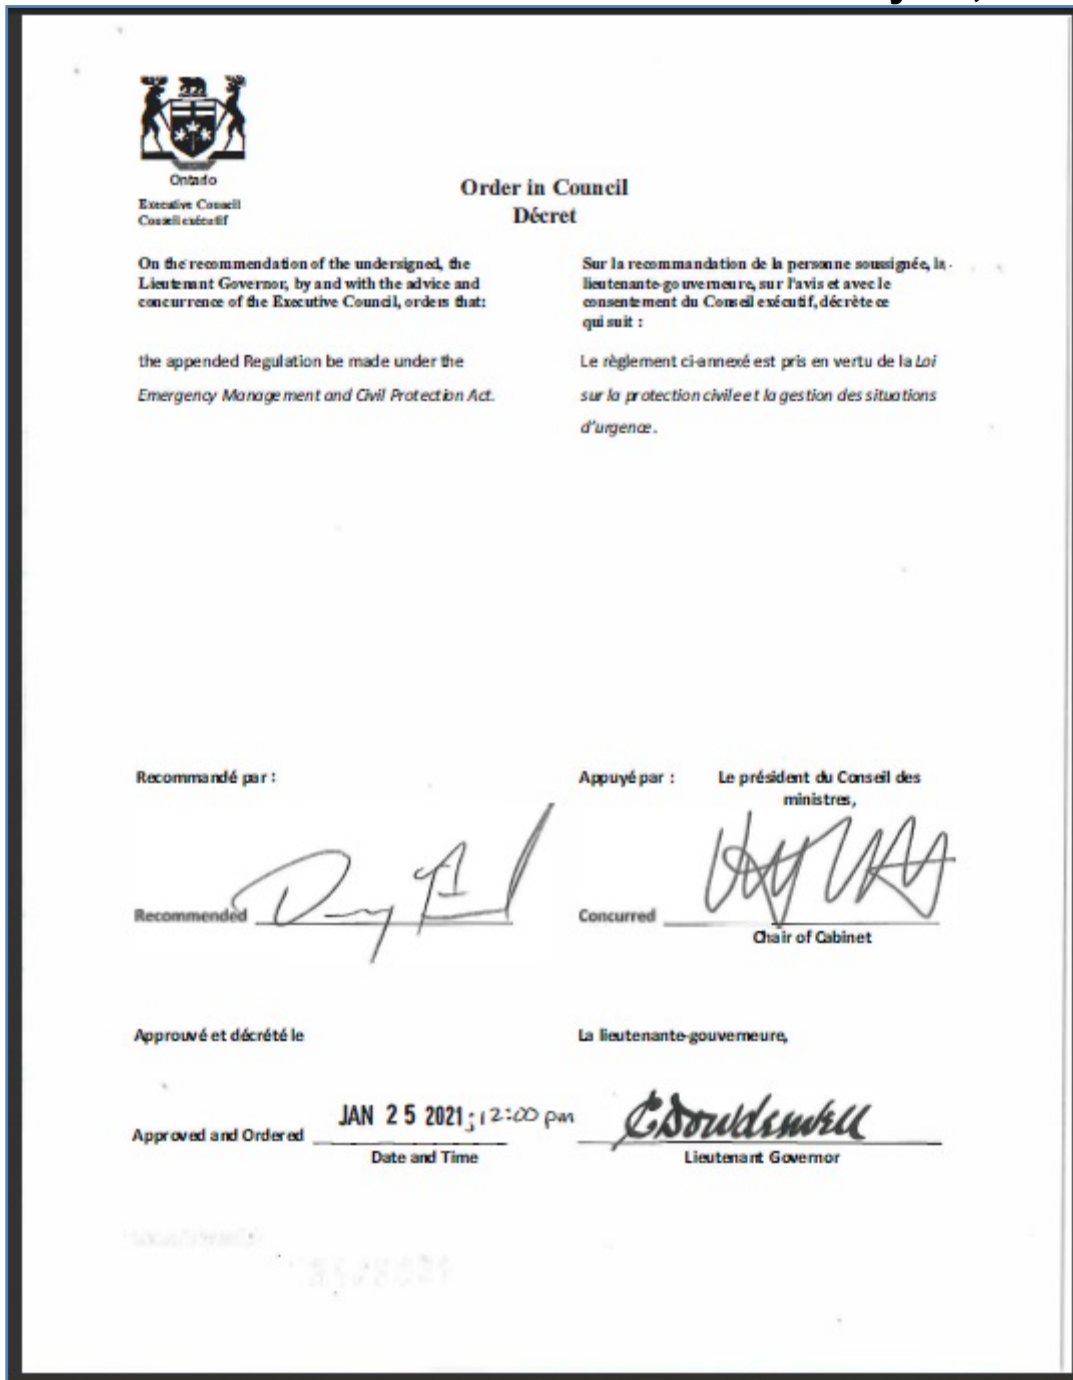 Ontario
Executive Council
Conseil exécutif
Order in Council
Décret
On the recommendation of the undersigned, the
Lieutenant Governor, by and with the advice and
concurrence of the Executive Council, orders that:
Sur la recommandation de la personne soussignée, la
lieutenante-gouverneure, sur l'avis et avec le
consentement du Conseil exécutif, décrète ce
qui suit :
the appended Regulation be made under the
Emergency Management and Civil Protection Act.
Le règlement ci-annexé est pris en vertu de la Loi
sur la protection civile et la gestion des situations
d'urgence.
Recommandé par :
Recommended
Appuyé par : Le président du Conseil des
ministres,
Concurred
Chair of Cabinet
Approuvé et décrété le
La lieutenante-gouverneure,
Approved and Ordered JAN 25 2021; 12:00 pm
Date and Time
Lieutenant Governor